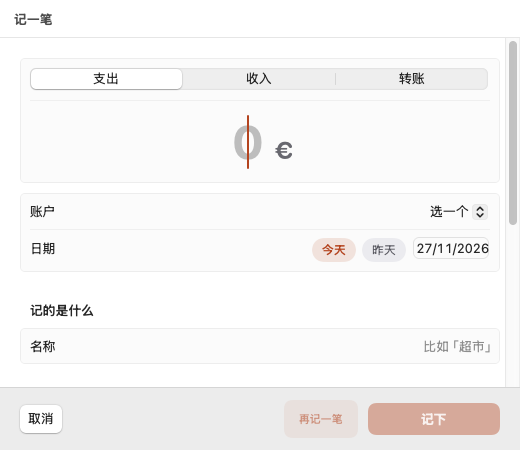 记一笔
支出 收入 转账
0 €
账户 选一个
日期 今天 昨天 27/11/2026
记的是什么
名称 比如「超市」
取消 再记一笔 记下